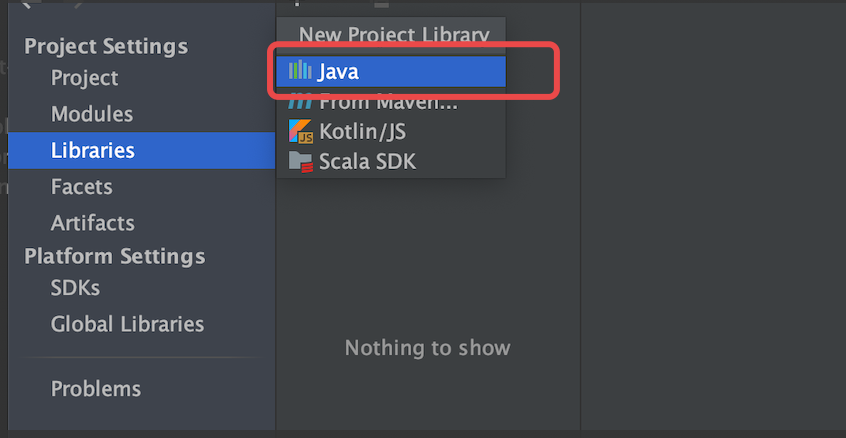 Project Settings
Project
Modules
Libraries
Facets
Artifacts
Platform Settings
SDKs
Global Libraries
Problems
New Project Library
Java
From Maven...
Kotlin/JS
JS
Scala SDK
Nothing to show